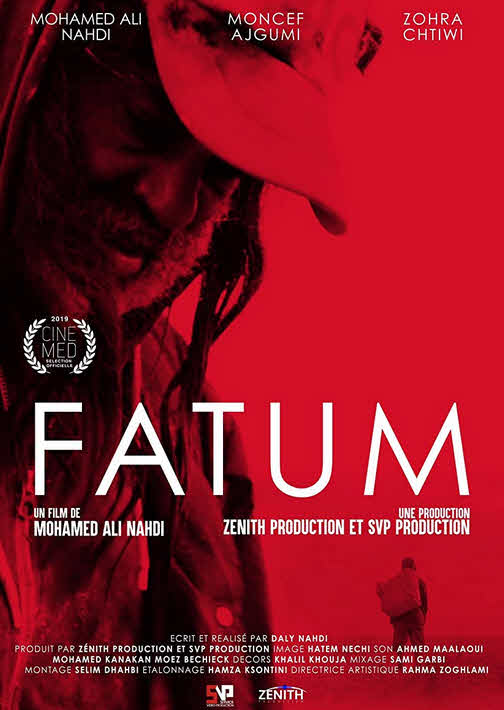 MOHAMED ALI NAHDI
MONCEF AJGUMI
ZOHRA CHTIWI
2019
CINE MED
SELECTION OFFICIELLE
FATUM
UN FILM DE
MOHAMED ALI NAHDI
UNE PRODUCTION
ZENITH PRODUCTION ET SVP PRODUCTION
ECRIT ET REALISÉ PAR DALY NAHDI
PRODUIT PAR ZÉNITH PRODUCTION ET SVP PRODUCTION IMAGE HATEM NECHI SON AHMED MAALAOUI
MOHAMED KANAKAN MOEZ BECHIECK DECORS KHALIL KHOUJA MIXAGE SAMI GARBI
MONTAGE SELIM DHAHBI ETALONNAGE HAMZA KSONTINI DIRECTRICE ARTISTIQUE RAHMA ZOGHLAMI
SVP
ZENITH